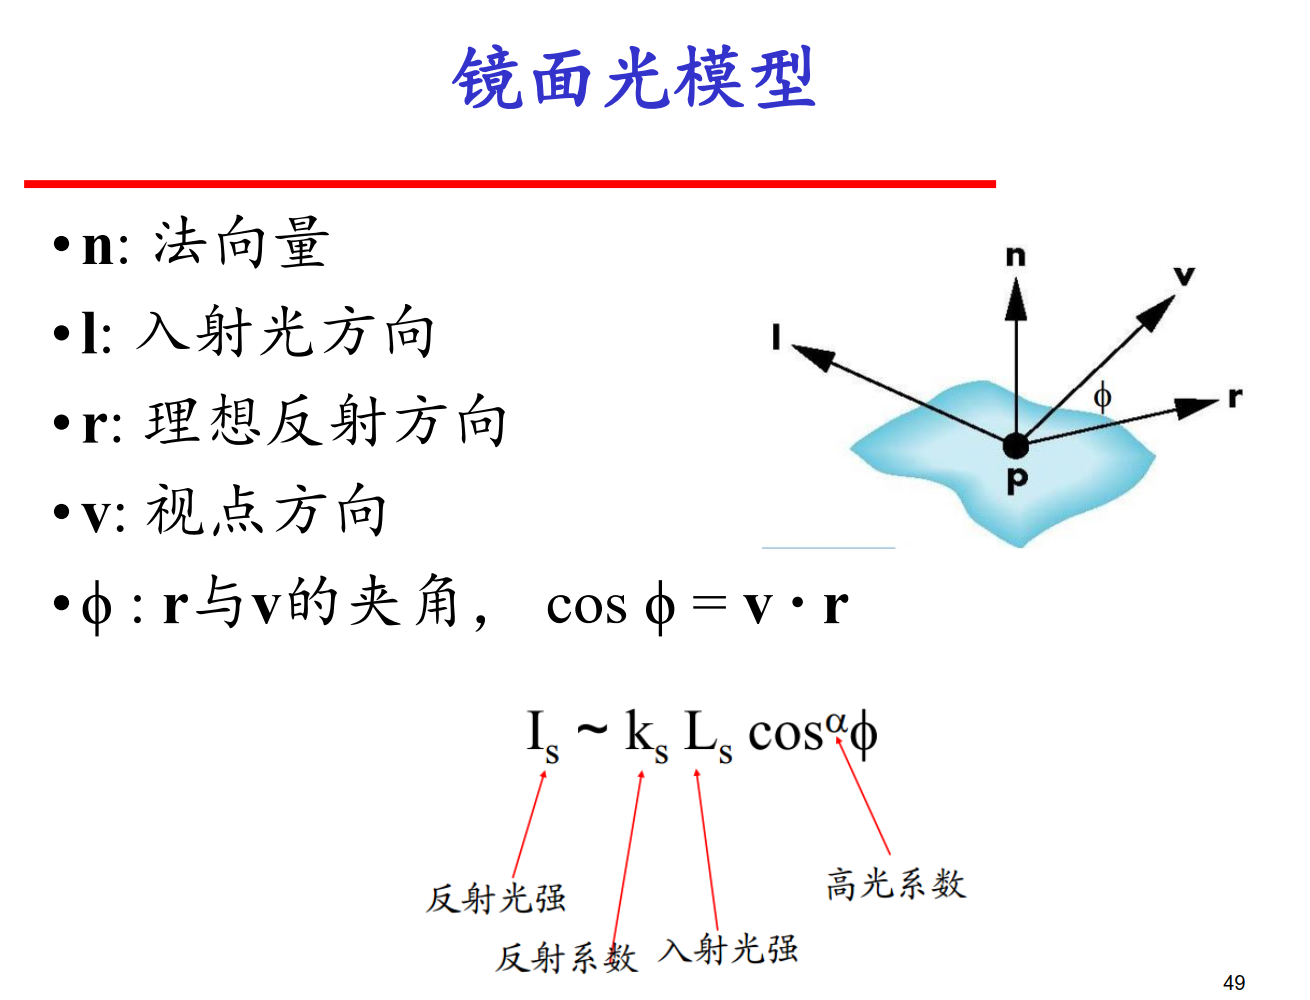 镜面光模型
•n: 法向量
•l: 入射光方向
•r: 理想反射方向
•v: 视点方向
•ϕ : r与v的夹角， cos ϕ = v · r
n
v
l
ϕ
r
p
Iₛ ~ kₛ Lₛ cosᵅϕ
高光系数
反射光强
反射系数 入射光强
49